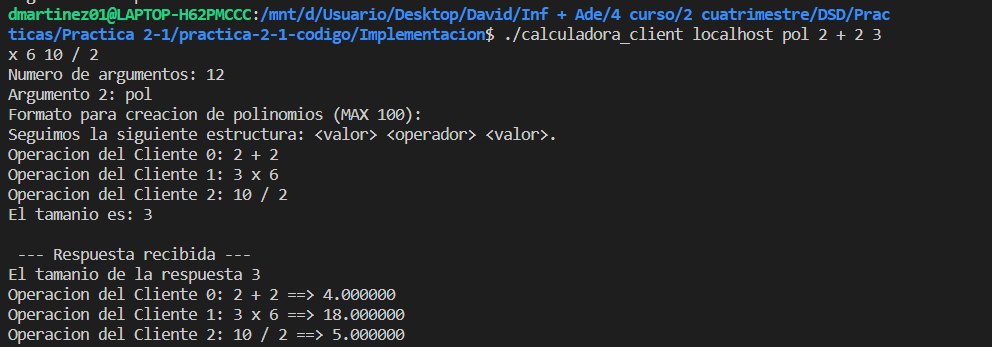 dmartinez01@LAPTOP-H62PMCCC:/mnt/d/Usuario/Desktop/David/Inf + Ade/4 curso/2 cuatrimestre/DSD/Prac
ticas/Practica 2-1/practica-2-1-codigo/Implementacion$ ./calculadora_client localhost pol 2 + 2 3
x 6 10 / 2
Numero de argumentos: 12
Argumento 2: pol
Formato para creacion de polinomios (MAX 100):
Seguimos la siguiente estructura: <valor> <operador> <valor>.
Operacion del Cliente 0: 2 + 2
Operacion del Cliente 1: 3 x 6
Operacion del Cliente 2: 10 / 2
El tamanio es: 3
--- Respuesta recibida ---
El tamanio de la respuesta 3
Operacion del Cliente 0: 2 + 2 ==> 4.000000
Operacion del Cliente 1: 3 x 6 ==> 18.000000
Operacion del Cliente 2: 10 / 2 ==> 5.000000